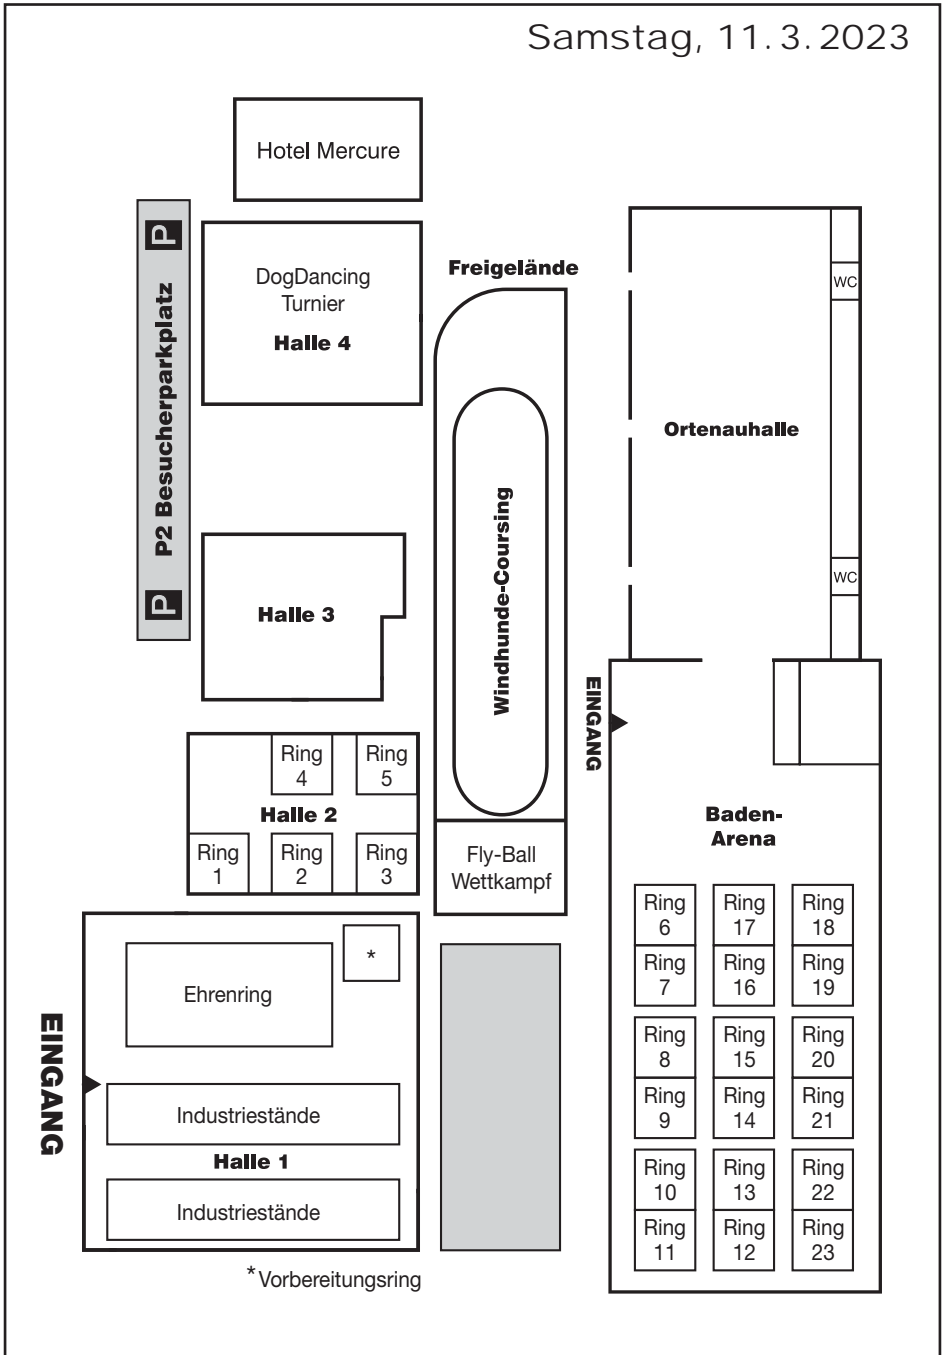 Samstag, 11.3.2023
Hotel Mercure
P
P2 Besucherparkplatz
P
DogDancing
Turnier
Halle 4
Freigelände
Windhunde-Coursing
Fly-Ball
Wettkampf
WC
Ortenauhalle
WC
Halle 3
EINGANG
Ring
4
Ring
5
Halle 2
Ring
1
Ring
2
Ring
3
Baden-
Arena
Ring
6
Ring
17
Ring
18
Ring
7
Ring
16
Ring
19
Ring
8
Ring
15
Ring
20
Ring
9
Ring
14
Ring
21
Ring
10
Ring
13
Ring
22
Ring
11
Ring
12
Ring
23
*
Ehrenring
EINGANG
Industriestände
Halle 1
Industriestände
*Vorbereitungsring